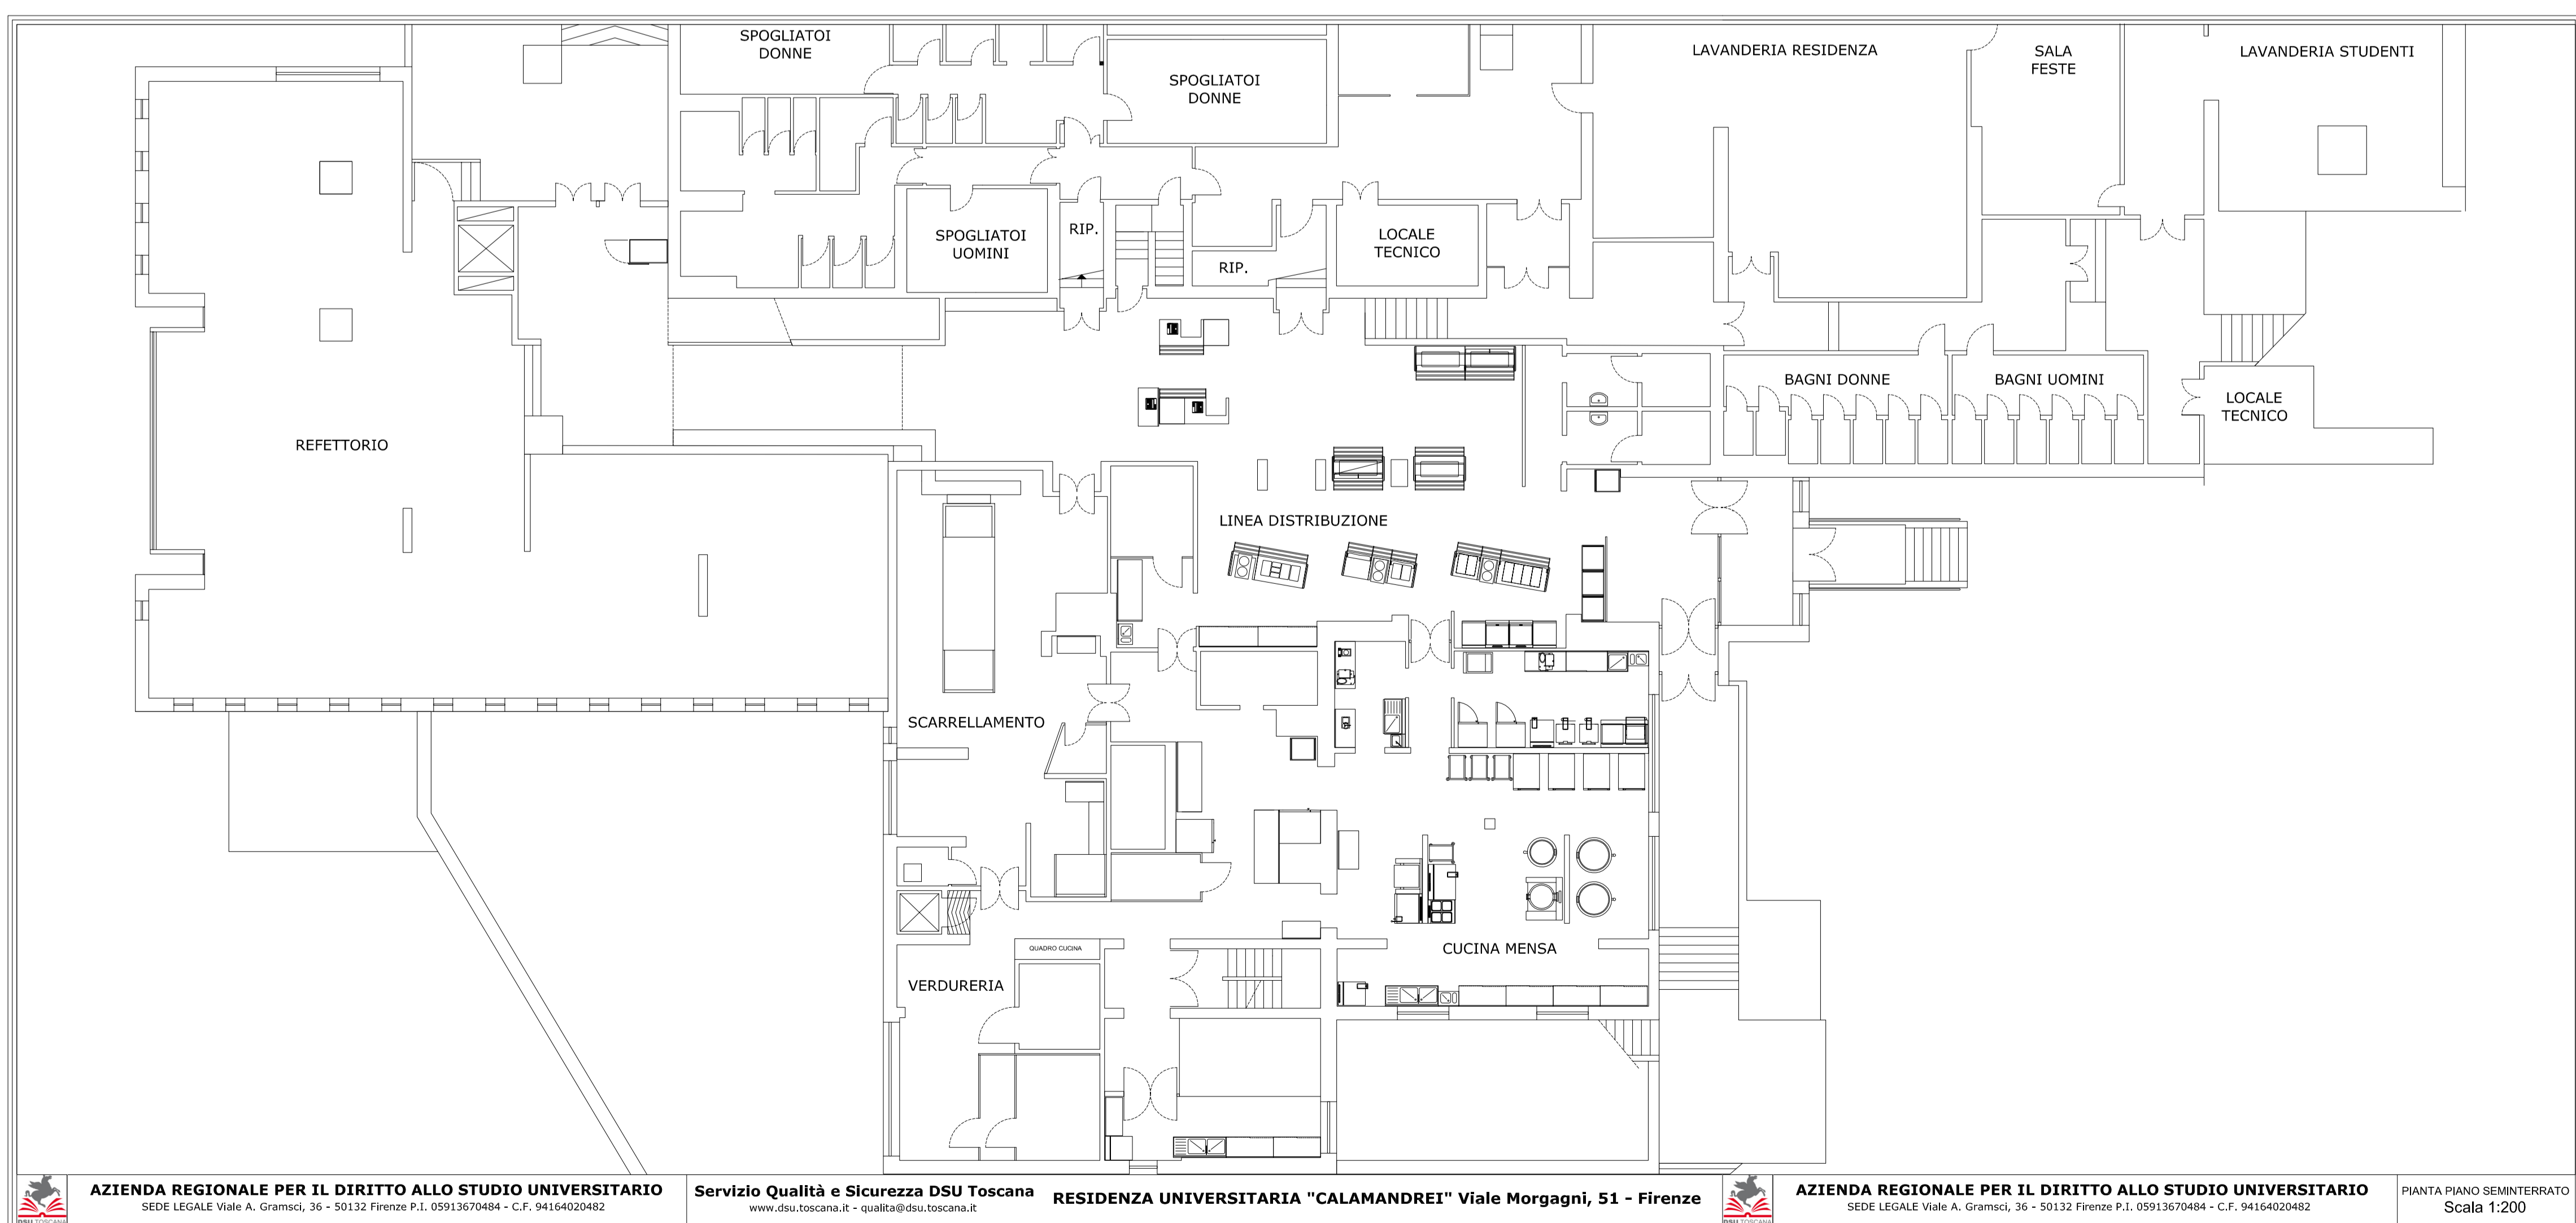 SPOGLIATOI
DONNE
SPOGLIATOI
DONNE
LAVANDERIA RESIDENZA
SALA
FESTE
LAVANDERIA STUDENTI
SPOGLIATOI
UOMINI
RIP.
RIP.
LOCALE
TECNICO
BAGNI DONNE
BAGNI UOMINI
LOCALE
TECNICO
REFETTORIO
LINEA DISTRIBUZIONE
SCARRELLAMENTO
CUCINA MENSA
QUADRO CUCINA
VERDURERIA
DSU TOSCANA
AZIENDA REGIONALE PER IL DIRITTO ALLO STUDIO UNIVERSITARIO
SEDE LEGALE Viale A. Gramsci, 36 - 50132 Firenze P.I. 05913670484 - C.F. 94164020482
Servizio Qualità e Sicurezza DSU Toscana
www.dsu.toscana.it - qualita@dsu.toscana.it
RESIDENZA UNIVERSITARIA "CALAMANDREI" Viale Morgagni, 51 - Firenze
DSU TOSCANA
AZIENDA REGIONALE PER IL DIRITTO ALLO STUDIO UNIVERSITARIO
SEDE LEGALE Viale A. Gramsci, 36 - 50132 Firenze P.I. 05913670484 - C.F. 94164020482
PIANTA PIANO SEMINTERRATO
Scala 1:200